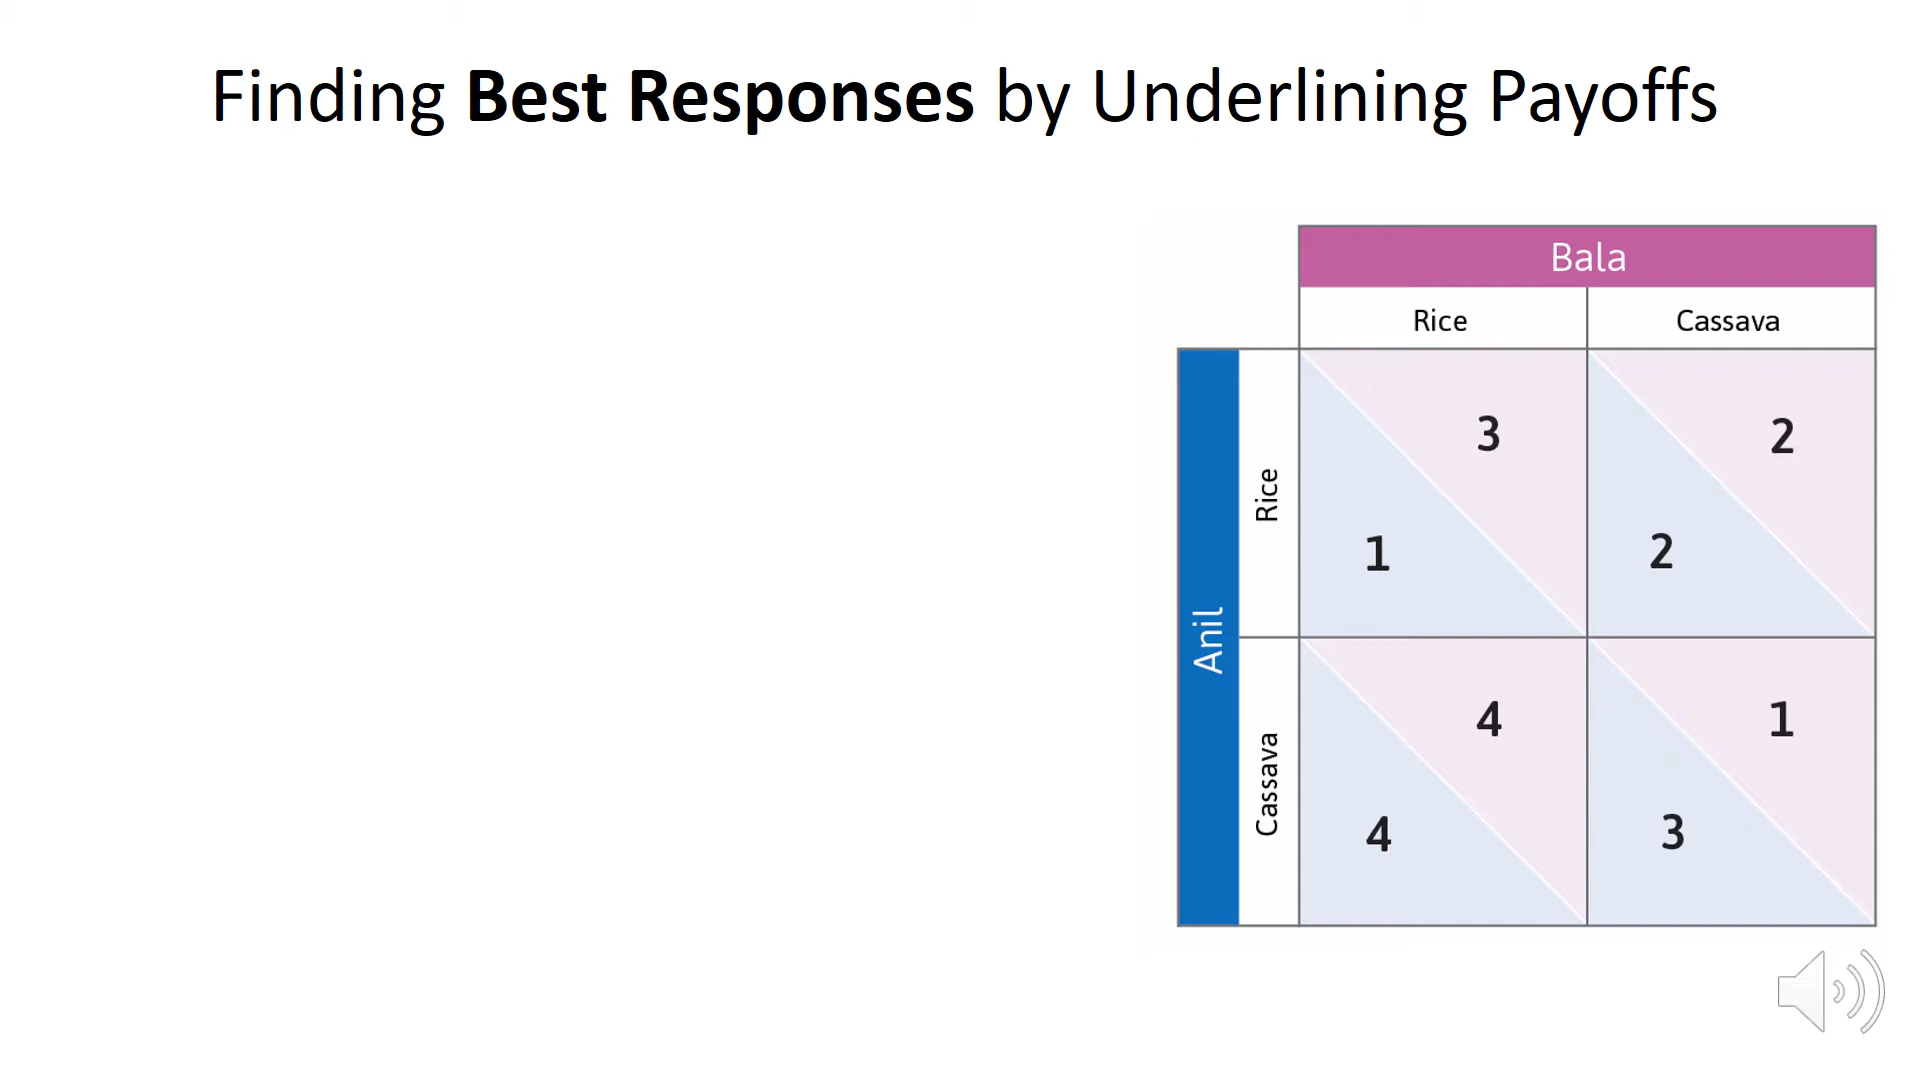 Finding Best Responses by Underlining Payoffs
Bala
Rice Cassava
Anil
Rice
3 2
1 2
Cassava
4 1
4 3